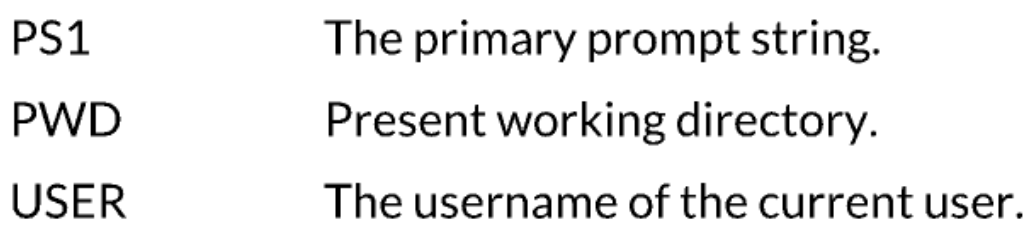 PS1 The primary prompt string.
PWD Present working directory.
USER The username of the current user.